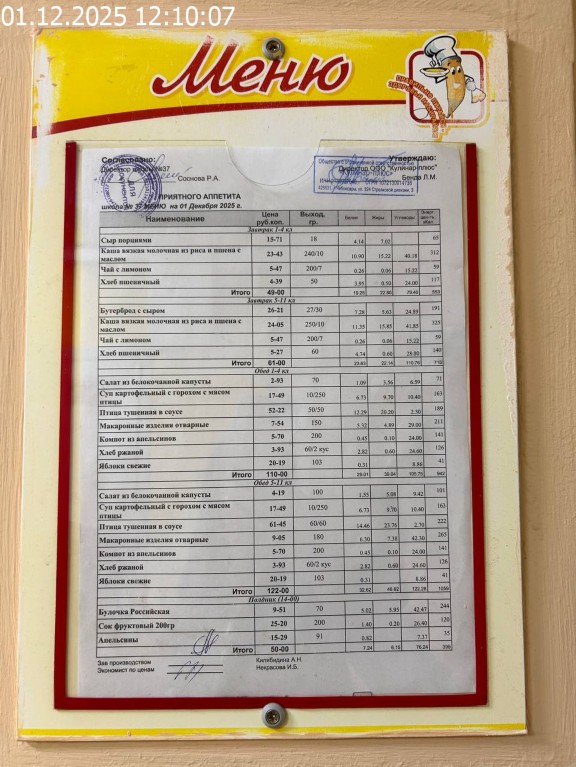 01.12.2025 12:10:07
Меню
Согласовано: Утверждаю:
Директор ООО "Кулинар-плюс"
Соснова Р.А. Бенда Л.М.
ПРИЯТНОГО АППЕТИТА
МЕНЮ на 01 Декабря 2025 г.
Наименование Цена руб.коп. Выход, гр. Белки Жиры Углеводы
Завтрак 1-4 кл
Сыр порциями 15-71 18 4.14 7.02 65
Каша вязкая молочная из риса и пшена с маслом 23-43 240/10 10.90 15.22 40.18 312
Чай с лимоном 5-47 200/7 0.26 0.06 15.22 59
Хлеб пшеничный 4-39 50 3.95 0.50 24.00 117
Итого 49-00
Завтрак 5-11 кл
Бутерброд с сыром 26-21 27/30 7.28 5.63 24.89 191
Каша вязкая молочная из риса и пшена с маслом 24-05 250/10 11.35 15.85 41.85 325
Чай с лимоном 5-47 200/7 0.26 0.06 15.22 59
Хлеб пшеничный 5-27 60 4.74 0.60 28.80 140
Итого 61-00
Обед 1-4 кл
Салат из белокочанной капусты 2-93 70 1.09 3.56 6.59 71
Суп картофельный с горохом с мясом птицы 17-49 10/250 6.73 9.70 10.40 163
Птица тушенная в соусе 52-22 50/50 12.29 20.20 2.30 189
Макаронные изделия отварные 7-54 150 5.32 4.89 29.00 211
Компот из апельсинов 5-70 200 0.45 0.10 24.00 141
Хлеб ржаной 3-93 60/2 кус 2.82 0.60 24.60 126
Яблоки свежие 20-19 103 0.31 8.86 41
Итого 110-00
Обед 5-11 кл
Салат из белокочанной капусты 4-19 100 1.55 5.08 9.42 101
Суп картофельный с горохом с мясом птицы 17-49 10/250 6.73 9.70 10.40 163
Птица тушенная в соусе 61-45 60/60 14.46 23.76 2.70 222
Макаронные изделия отварные 9-05 180 6.30 7.38 42.30 265
Компот из апельсинов 5-70 200 0.45 0.10 24.00 141
Хлеб ржаной 3-93 60/2 кус 2.82 0.60 24.60 126
Яблоки свежие 20-19 103 0.31 8.86 41
Итого 122-00
Полдник (14-00)
Булочка Российская 9-51 70 5.02 5.95 42.47 244
Сок фруктовый 200гр 25-20 200 1.40 0.20 26.40 120
Апельсины 15-29 91 0.82 7.37 35
Итого 50-00
Зав производством Килябидина А.Н
Экономист по ценам Некрасова И.Б.